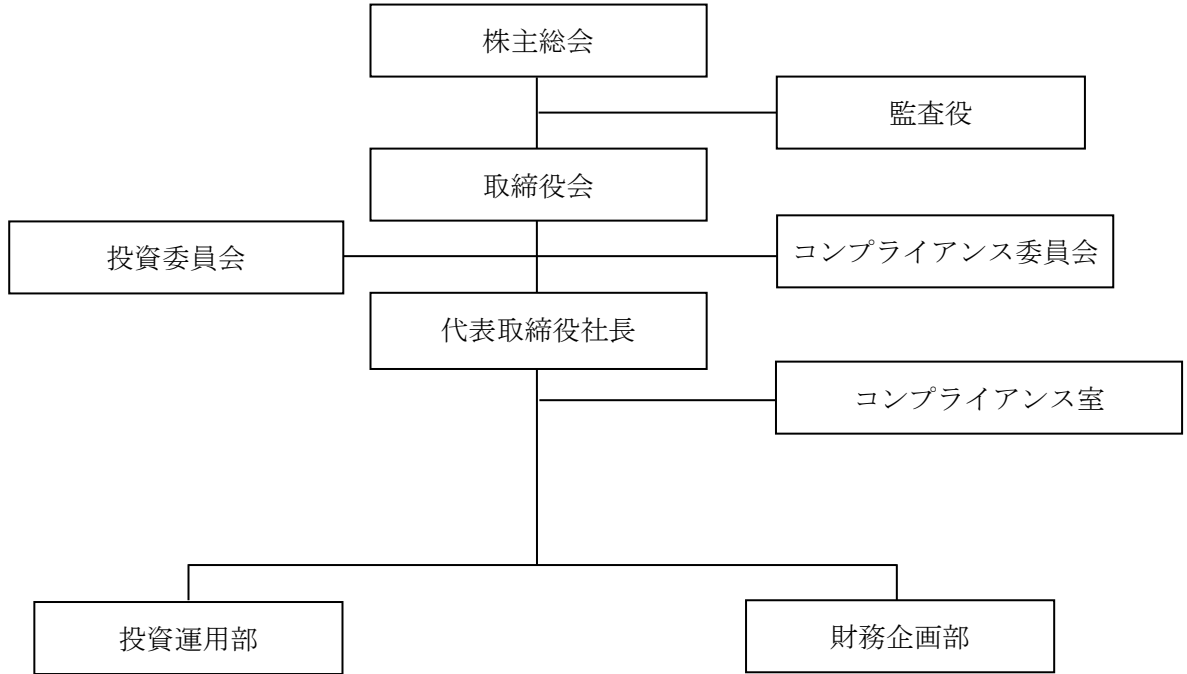 株主総会
監査役
取締役会
投資委員会
コンプライアンス委員会
代表取締役社長
コンプライアンス室
投資運用部
財務企画部